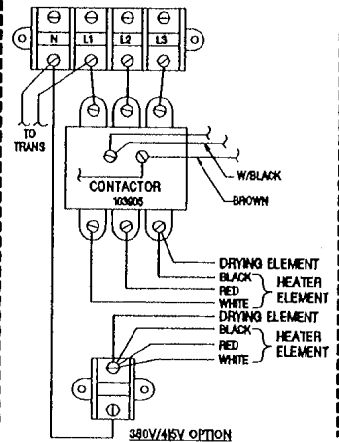 N L1 L2 L3
TO
TRANS
W/BLACK
BROWN
CONTACTOR
103905
DRYING ELEMENT
BLACK
RED
WHITE
HEATER
ELEMENT
DRYING ELEMENT
BLACK
RED
WHITE
HEATER
ELEMENT
380V/415V OPTION